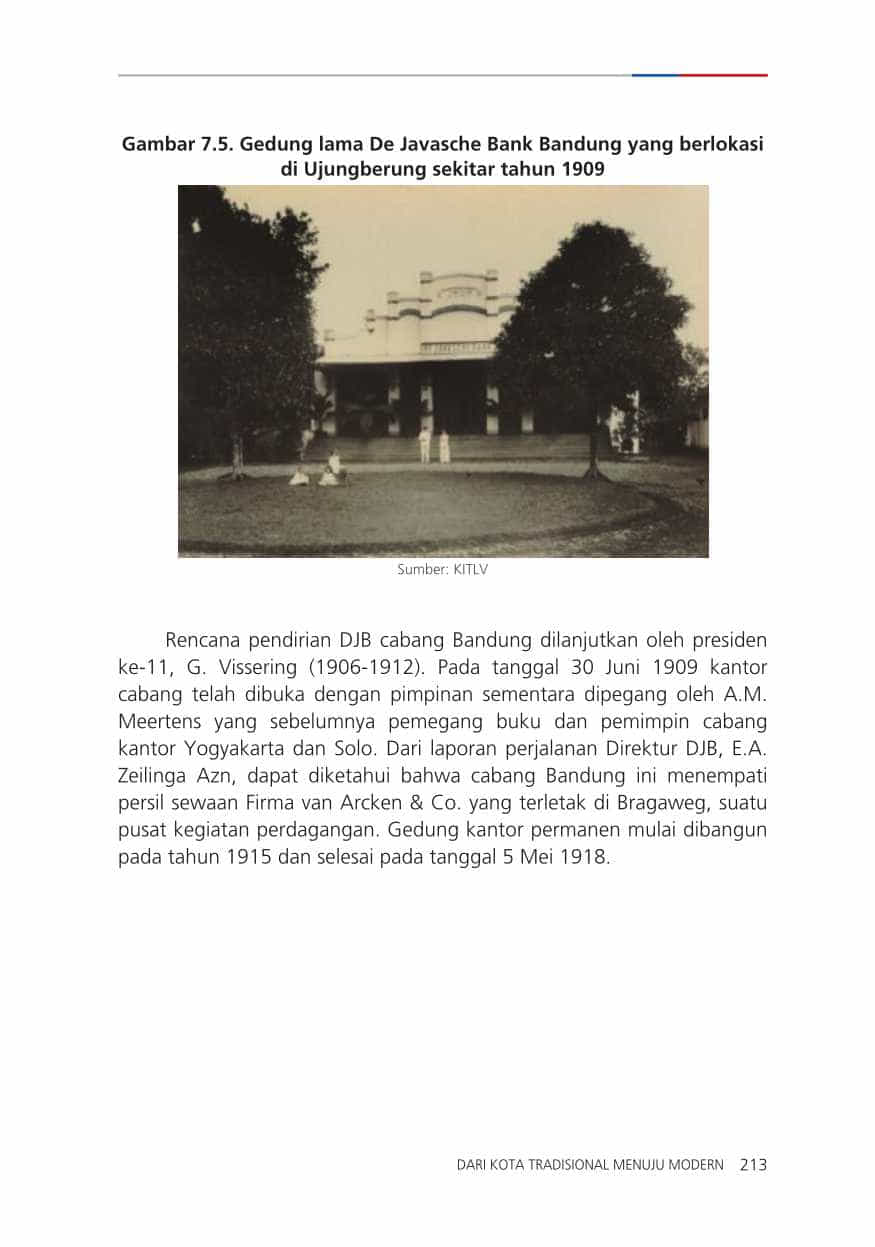 Gambar 7.5. Gedung lama De Javasche Bank Bandung yang berlokasi
di Ujungberung sekitar tahun 1909
Sumber: KITLV
Rencana pendirian DJB cabang Bandung dilanjutkan oleh presiden
ke-11, G. Vissering (1906-1912). Pada tanggal 30 Juni 1909 kantor
cabang telah dibuka dengan pimpinan sementara dipegang oleh A.M.
Meertens yang sebelumnya pemegang buku dan pemimpin cabang
kantor Yogyakarta dan Solo. Dari laporan perjalanan Direktur DJB, E.A.
Zeilinga Azn, dapat diketahui bahwa cabang Bandung ini menempati
persil sewaan Firma van Arcken & Co. yang terletak di Bragaweg, suatu
pusat kegiatan perdagangan. Gedung kantor permanen mulai dibangun
pada tahun 1915 dan selesai pada tanggal 5 Mei 1918.
DARI KOTA TRADISIONAL MENUJU MODERN 213